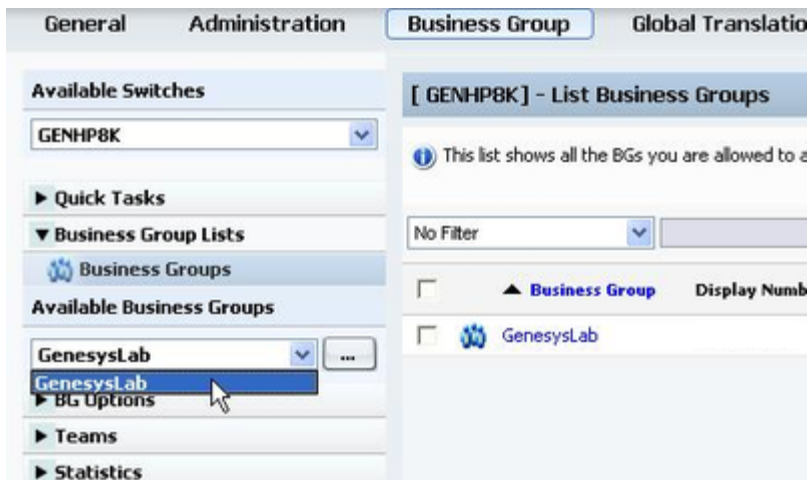 General Administration Business Group Global Translatio
Available Switches
GENHP8K
Quick Tasks
Business Group Lists
Business Groups
Available Business Groups
GenesysLab
...
GenesysLab
BG Options
Teams
Statistics
[ GENHP8K] - List Business Groups
This list shows all the BGs you are allowed to a
No Filter
Business Group Display Numb
GenesysLab